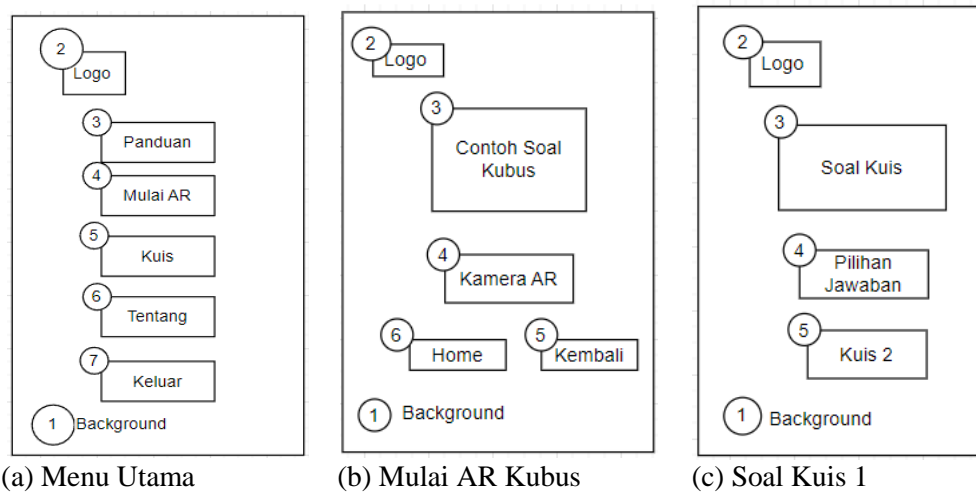 2
Logo
3
Panduan
4
Mulai AR
5
Kuis
6
Tentang
7
Keluar
1 Background
(a) Menu Utama
2
Logo
3
Contoh Soal
Kubus
4
Kamera AR
6
Home
5
Kembali
1 Background
(b) Mulai AR Kubus
2
Logo
3
Soal Kuis
4
Pilihan
Jawaban
5
Kuis 2
1 Background
(c) Soal Kuis 1